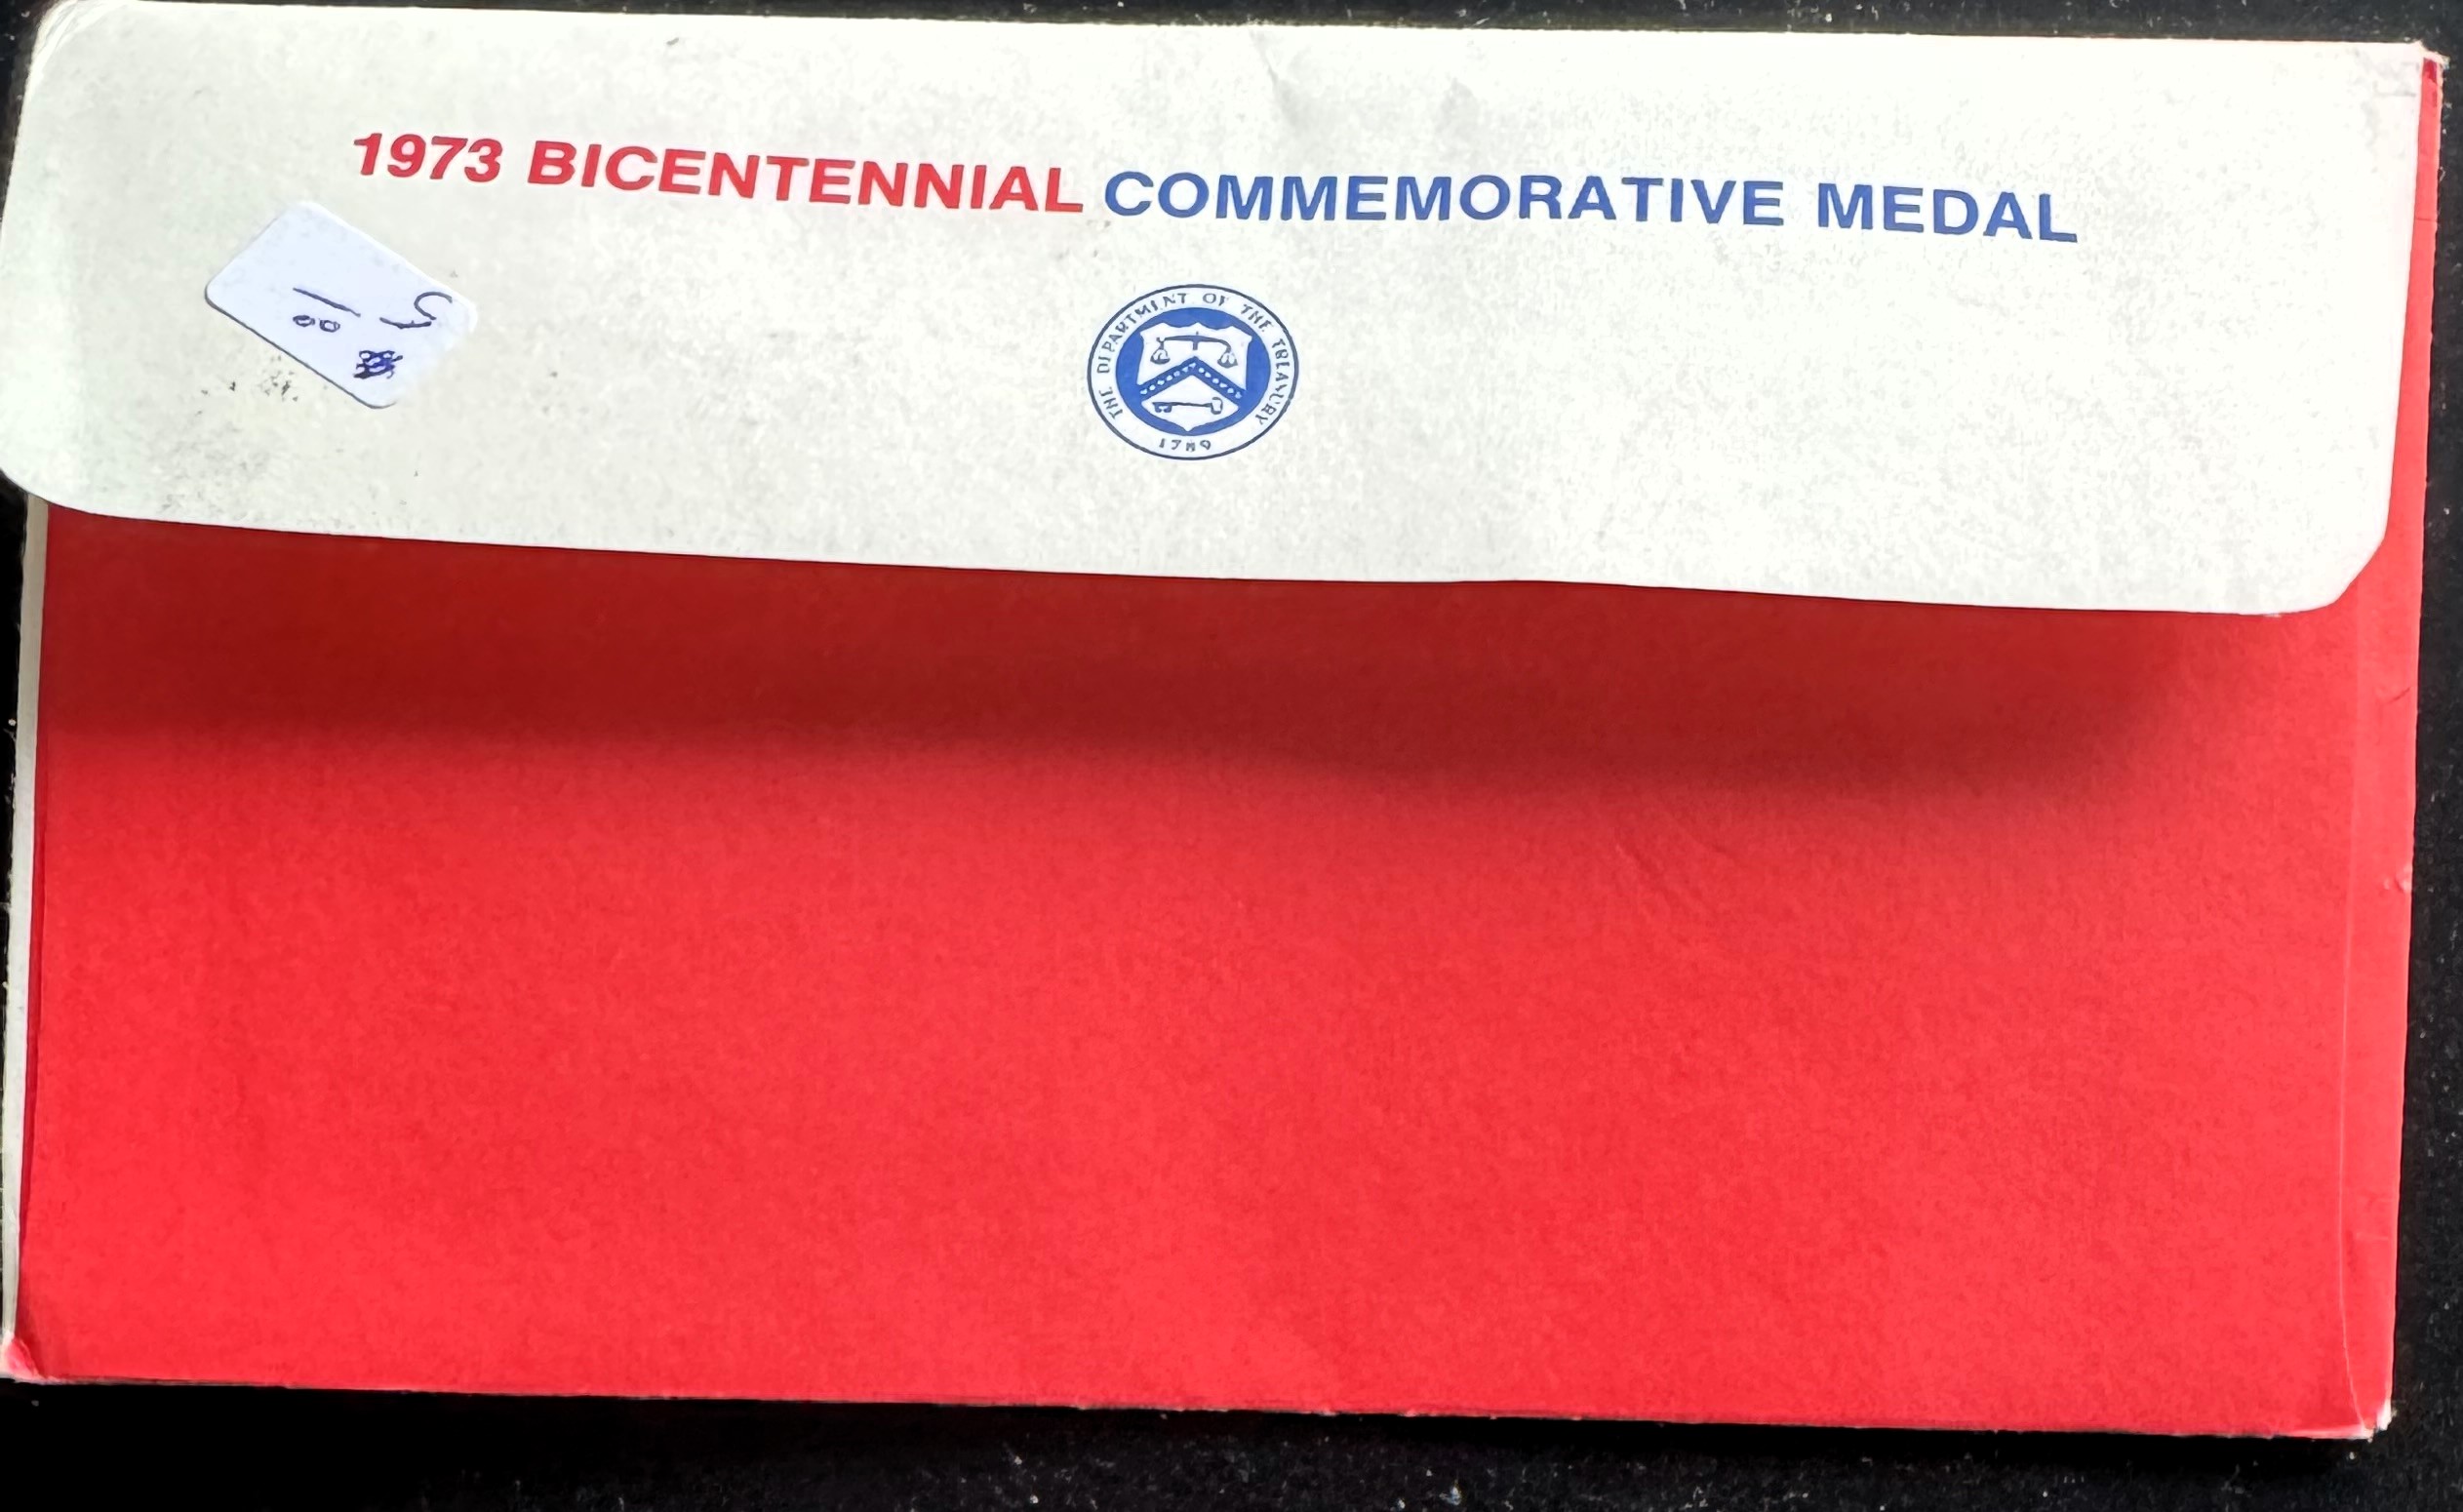 1973 BICENTENNIAL COMMEMORATIVE MEDAL
THE DEPARTMENT OF THE TREASURY
1789